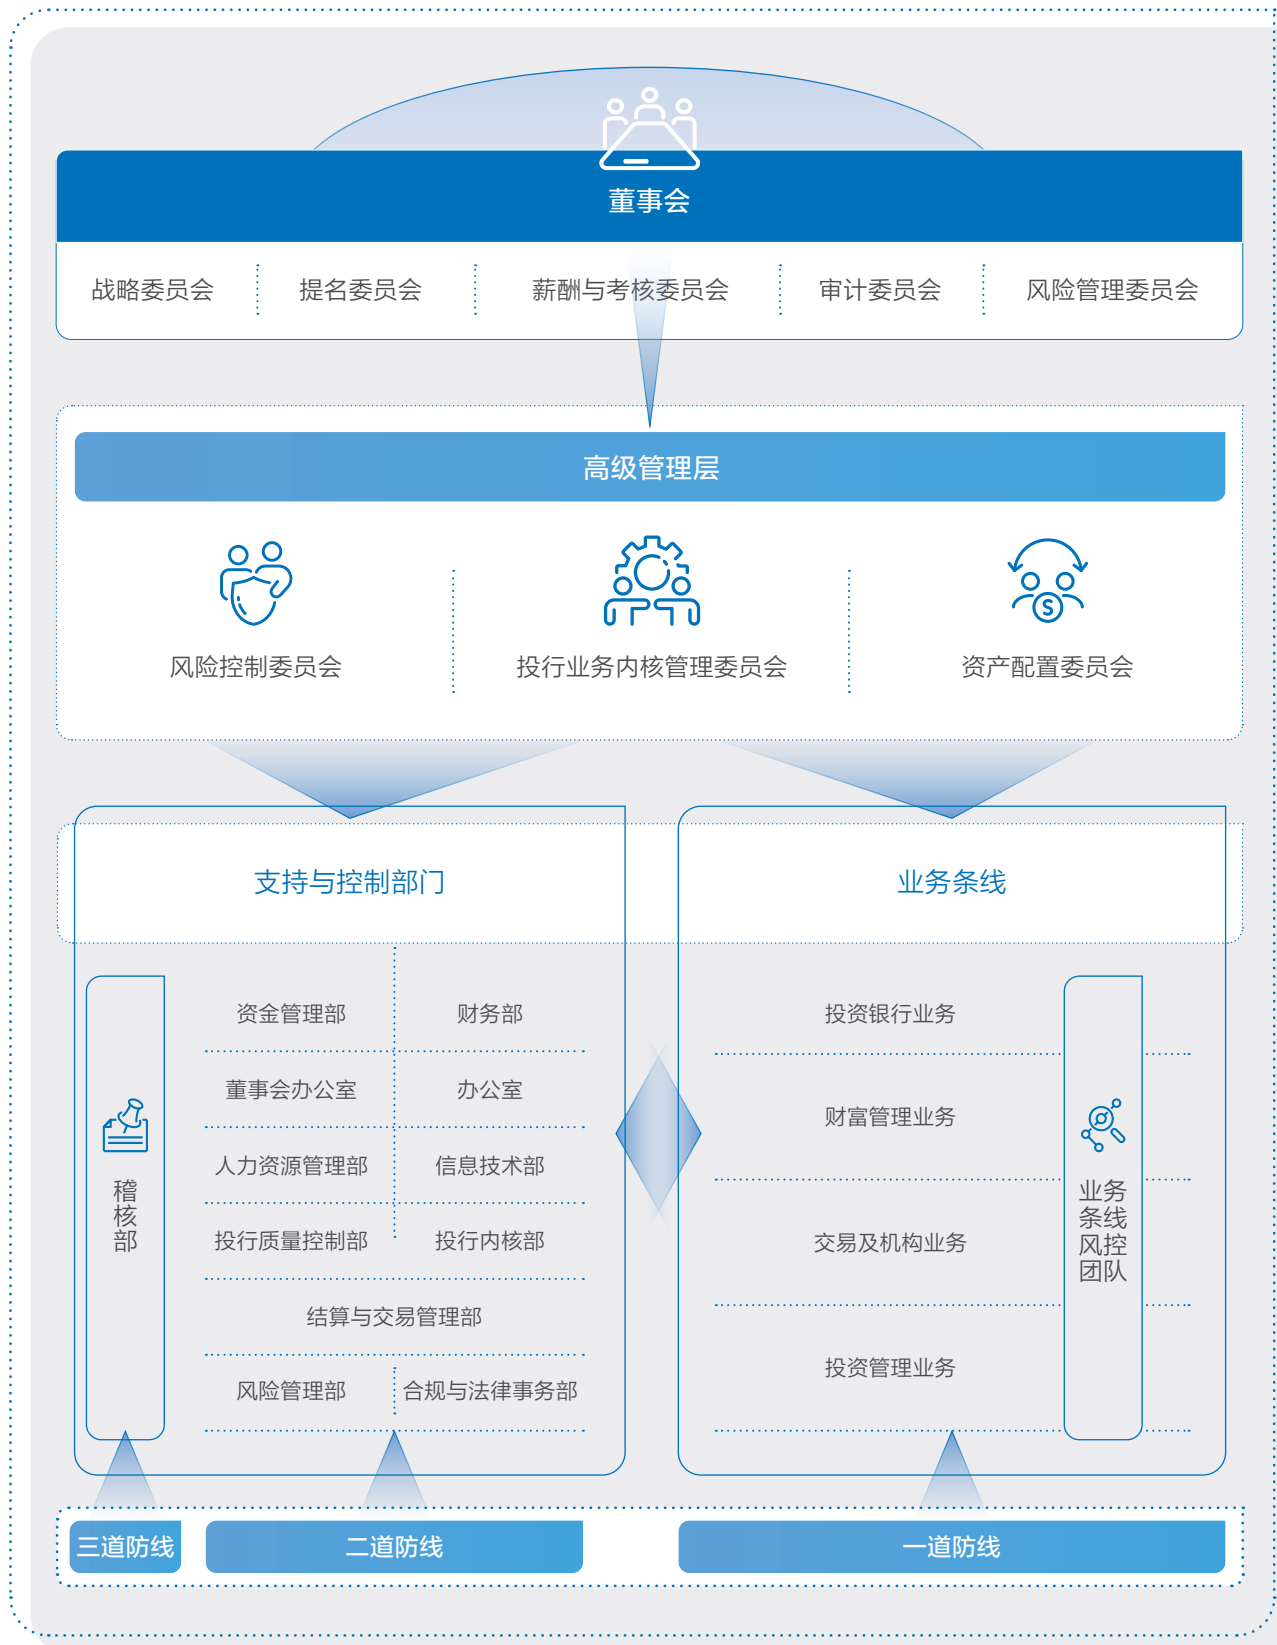 董事会
战略委员会
提名委员会
薪酬与考核委员会
审计委员会
风险管理委员会
高级管理层
风险控制委员会
投行业务内核管理委员会
资产配置委员会
支持与控制部门
业务条线
稽核部
资金管理部
财务部
董事会办公室
办公室
人力资源管理部
信息技术部
投行质量控制部
投行内核部
结算与交易管理部
风险管理部
合规与法律事务部
投资银行业务
财富管理业务
交易及机构业务
投资管理业务
业务
条线
风控
团队
三道防线
二道防线
一道防线